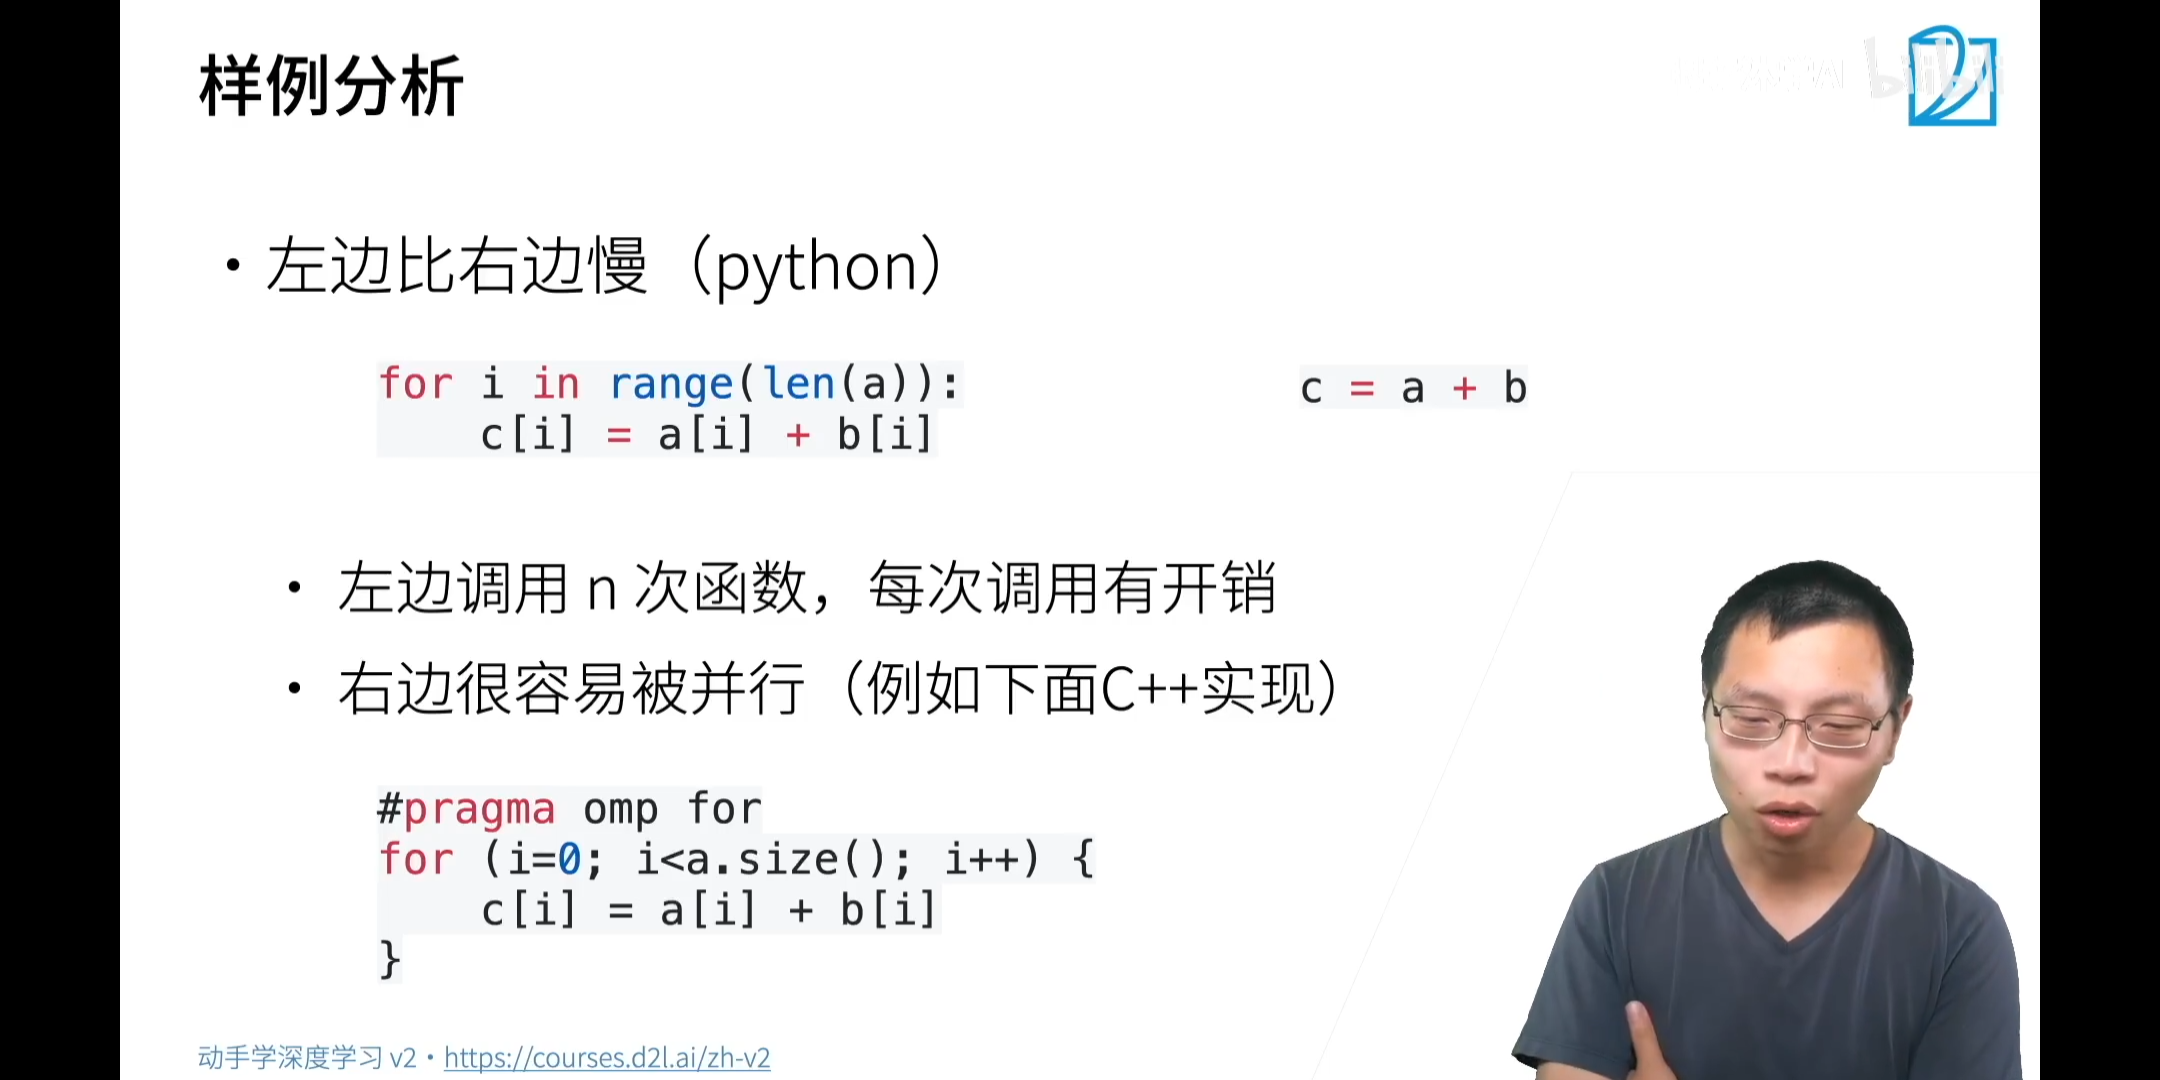 样例分析
• 左边比右边慢（python）
for i in range(len(a)):
    c[i] = a[i] + b[i]
c = a + b
• 左边调用 n 次函数，每次调用有开销
• 右边很容易被并行（例如下面C++实现）
#pragma omp for
for (i=0; i<a.size(); i++) {
    c[i] = a[i] + b[i]
}
动手学深度学习 v2 • https://courses.d2l.ai/zh-v2
bilibili